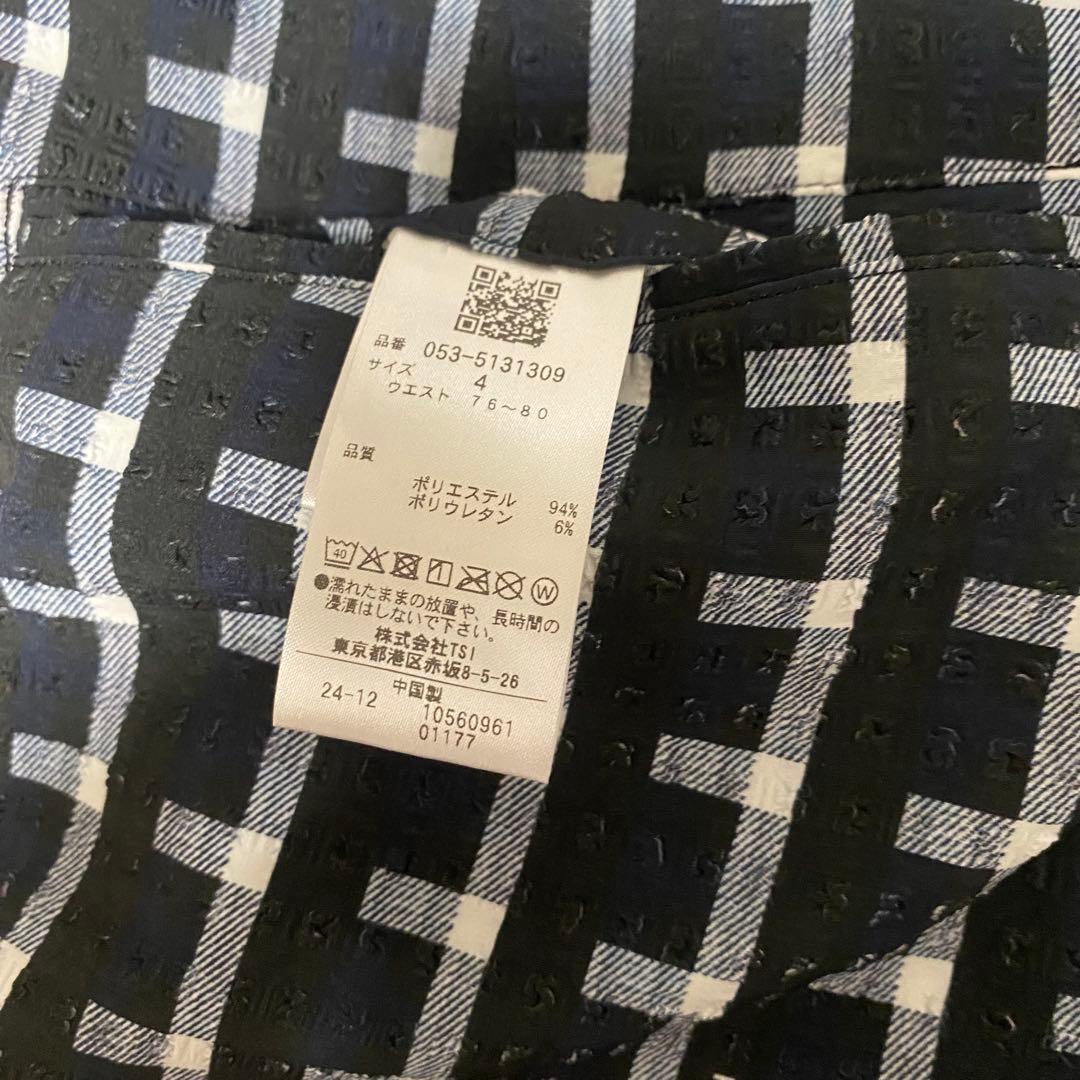 品番 053-5131309
サイズ 4
ウエスト 76～80
品質
ポリエステル 94%
ポリウレタン 6%
40 W
●濡れたままの放置や、長時間の
浸漬はしないで下さい。
株式会社TSI
東京都港区赤坂8-5-26
中国製
24-12 10560961
01177